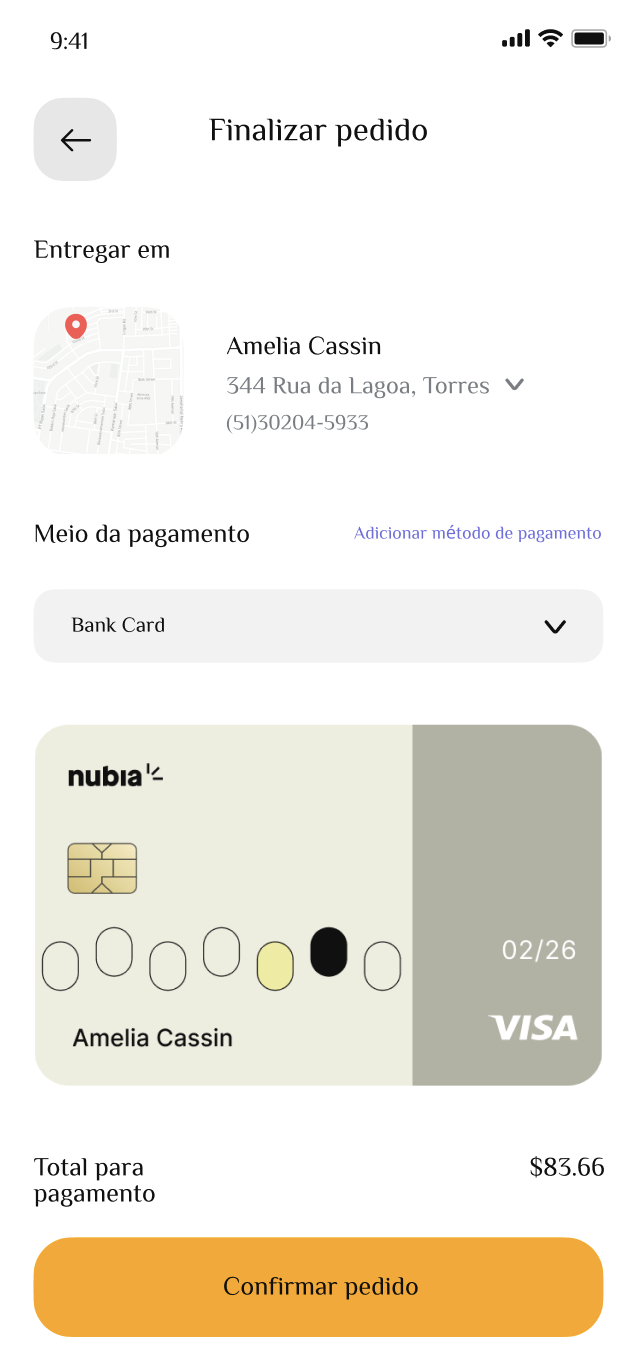 9:41
Finalizar pedido
Entregar em
Amelia Cassin
344 Rua da Lagoa, Torres
(51)30204-5933
Meio da pagamento
Adicionar método de pagamento
Bank Card
nubia
02/26
Amelia Cassin
VISA
Total para
pagamento
$83.66
Confirmar pedido